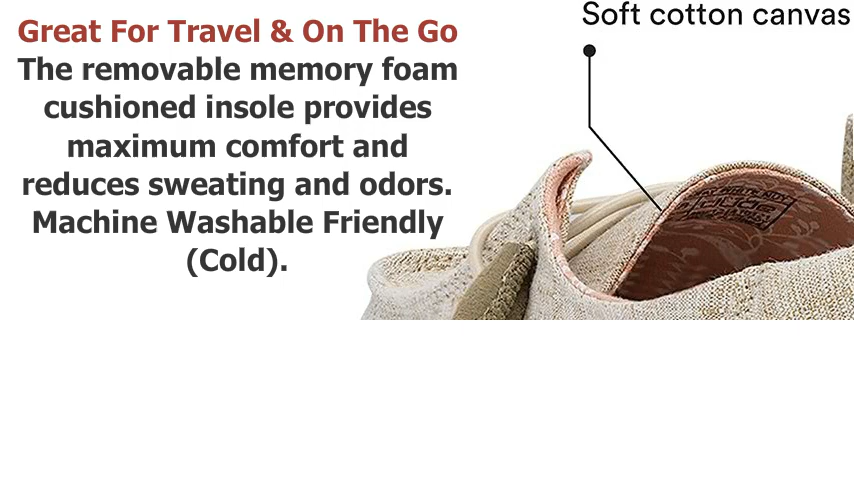 Great For Travel & On The Go
The removable memory foam
cushioned insole provides
maximum comfort and
reduces sweating and odors.
Machine Washable Friendly
(Cold).
Soft cotton canvas